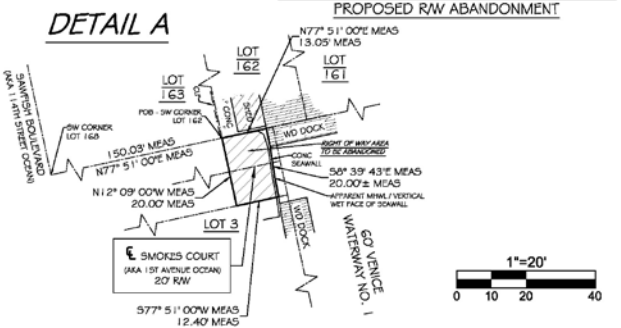 PROPOSED R/W ABANDONMENT
DETAIL A
N77° 51' 00"E MEAS
13.05' MEAS
LOT
162
LOT
161
LOT
163
SAWFISH BOULEVARD
(AKA 114TH STREET OCEAN)
POB - SW CORNER
LOT 162
CONC
SHED
WD DOCK
SW CORNER
LOT 168
150.03' MEAS
N77° 51' 00"E MEAS
RIGHT OF WAY AREA
TO BE ABANDONED
CONC
SEAWALL
S8° 39' 43"E MEAS
20.00'± MEAS
N12° 09' 00"W MEAS
20.00' MEAS
APPARENT MHWL / VERTICAL
WET FACE OF SEAWALL
LOT 3
WD DOCK
60' VENICE
WATERWAY NO. 1
℄ SMOKES COURT
(AKA 1ST AVENUE OCEAN)
20' R/W
S77° 51' 00"W MEAS
12.40' MEAS
1"=20'
0 10 20 40